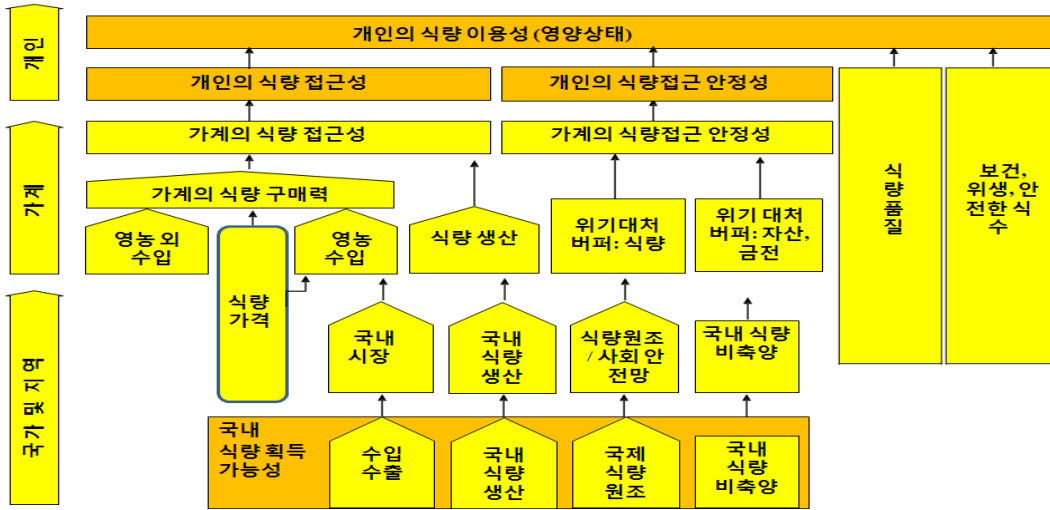 개인
개인의 식량 이용성 (영양상태)
개인의 식량 접근성
개인의 식량접근 안정성
가계
가계의 식량 접근성
가계의 식량접근 안정성
가계의 식량 구매력
영농 외
수입
영농
수입
식량 생산
위기대처
버퍼: 식량
위기 대처
버퍼: 자산,
금전
식
량
품
질
보건,
위생, 안
전한 식
수
국가 및 지역
식량
가격
국내
시장
국내
식량
생산
식량원조
/ 사회 안
전망
국내 식량
비축양
국내
식량 획득
가능성
수입
수출
국내
식량
생산
국제
식량
원조
국내
식량
비축양